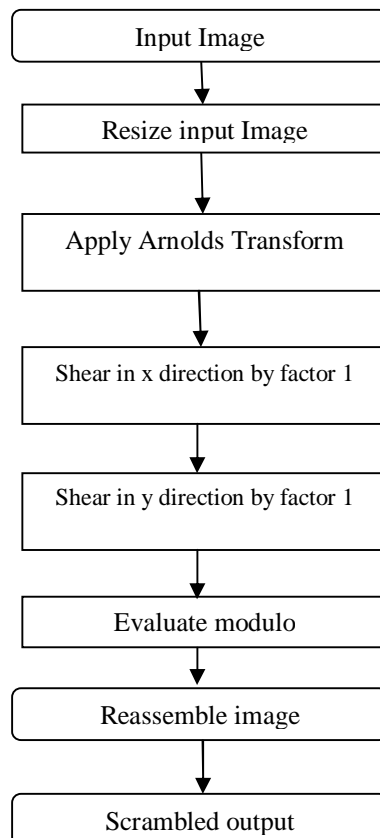 Input Image
Resize input Image
Apply Arnolds Transform
Shear in x direction by factor 1
Shear in y direction by factor 1
Evaluate modulo
Reassemble image
Scrambled output